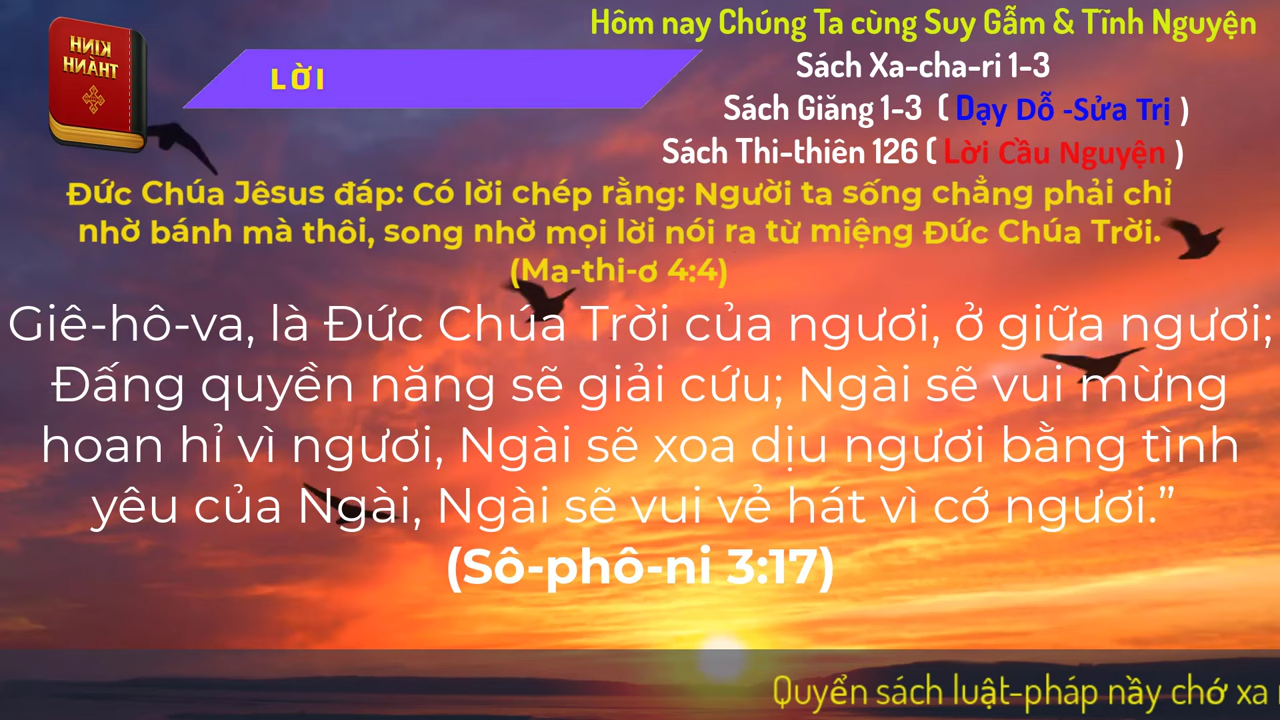 KINH
THÀNH
LỜI
Hôm nay Chúng Ta cùng Suy Gẫm & Tĩnh Nguyện
Sách Xa-cha-ri 1-3
Sách Giăng 1-3 ( Dạy Dỗ -Sửa Trị )
Sách Thi-thiên 126 ( Lời Cầu Nguyện )
Đức Chúa Jêsus đáp: Có lời chép rằng: Người ta sống chẳng phải chỉ
nhờ bánh mà thôi, song nhờ mọi lời nói ra từ miệng Đức Chúa Trời.
(Ma-thi-ơ 4:4)
Giê-hô-va, là Đức Chúa Trời của ngươi, ở giữa ngươi;
Đấng quyền năng sẽ giải cứu; Ngài sẽ vui mừng
hoan hỉ vì ngươi, Ngài sẽ xoa dịu ngươi bằng tình
yêu của Ngài, Ngài sẽ vui vẻ hát vì cớ ngươi.”
(Sô-phô-ni 3:17)
Quyển sách luật-pháp nầy chớ xa